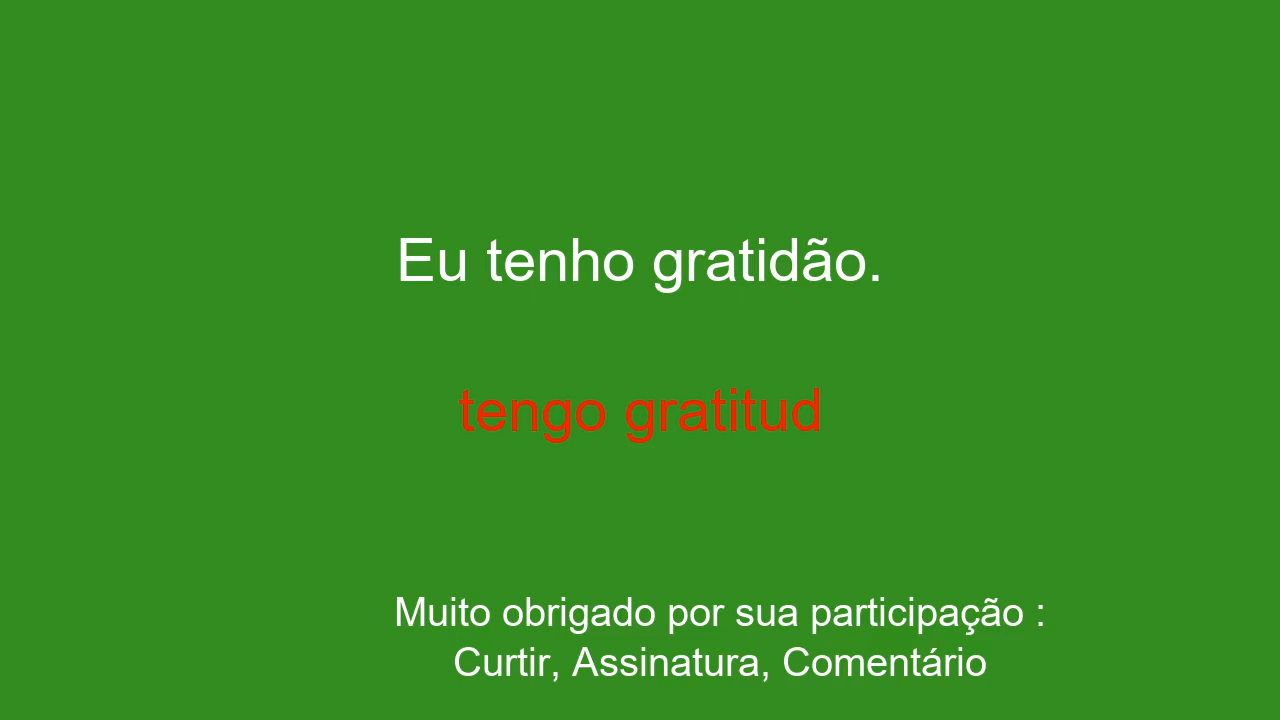 Eu tenho gratidão.
tengo gratitud
Muito obrigado por sua participação :
Curtir, Assinatura, Comentário